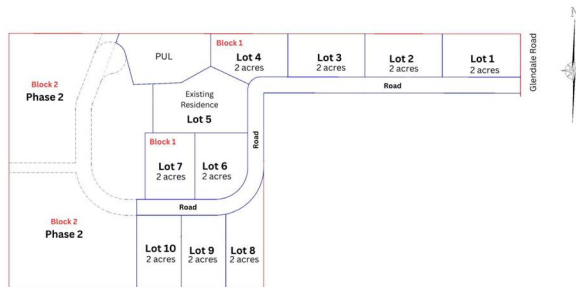 N
Glendale Road
Block 1
PUL
Lot 4
2 acres
Lot 3
2 acres
Lot 2
2 acres
Lot 1
2 acres
Block 2
Phase 2
Existing
Residence
Lot 5
Road
Road
Block 1
Lot 7
2 acres
Lot 6
2 acres
Road
Block 2
Phase 2
Lot 10
2 acres
Lot 9
2 acres
Lot 8
2 acres